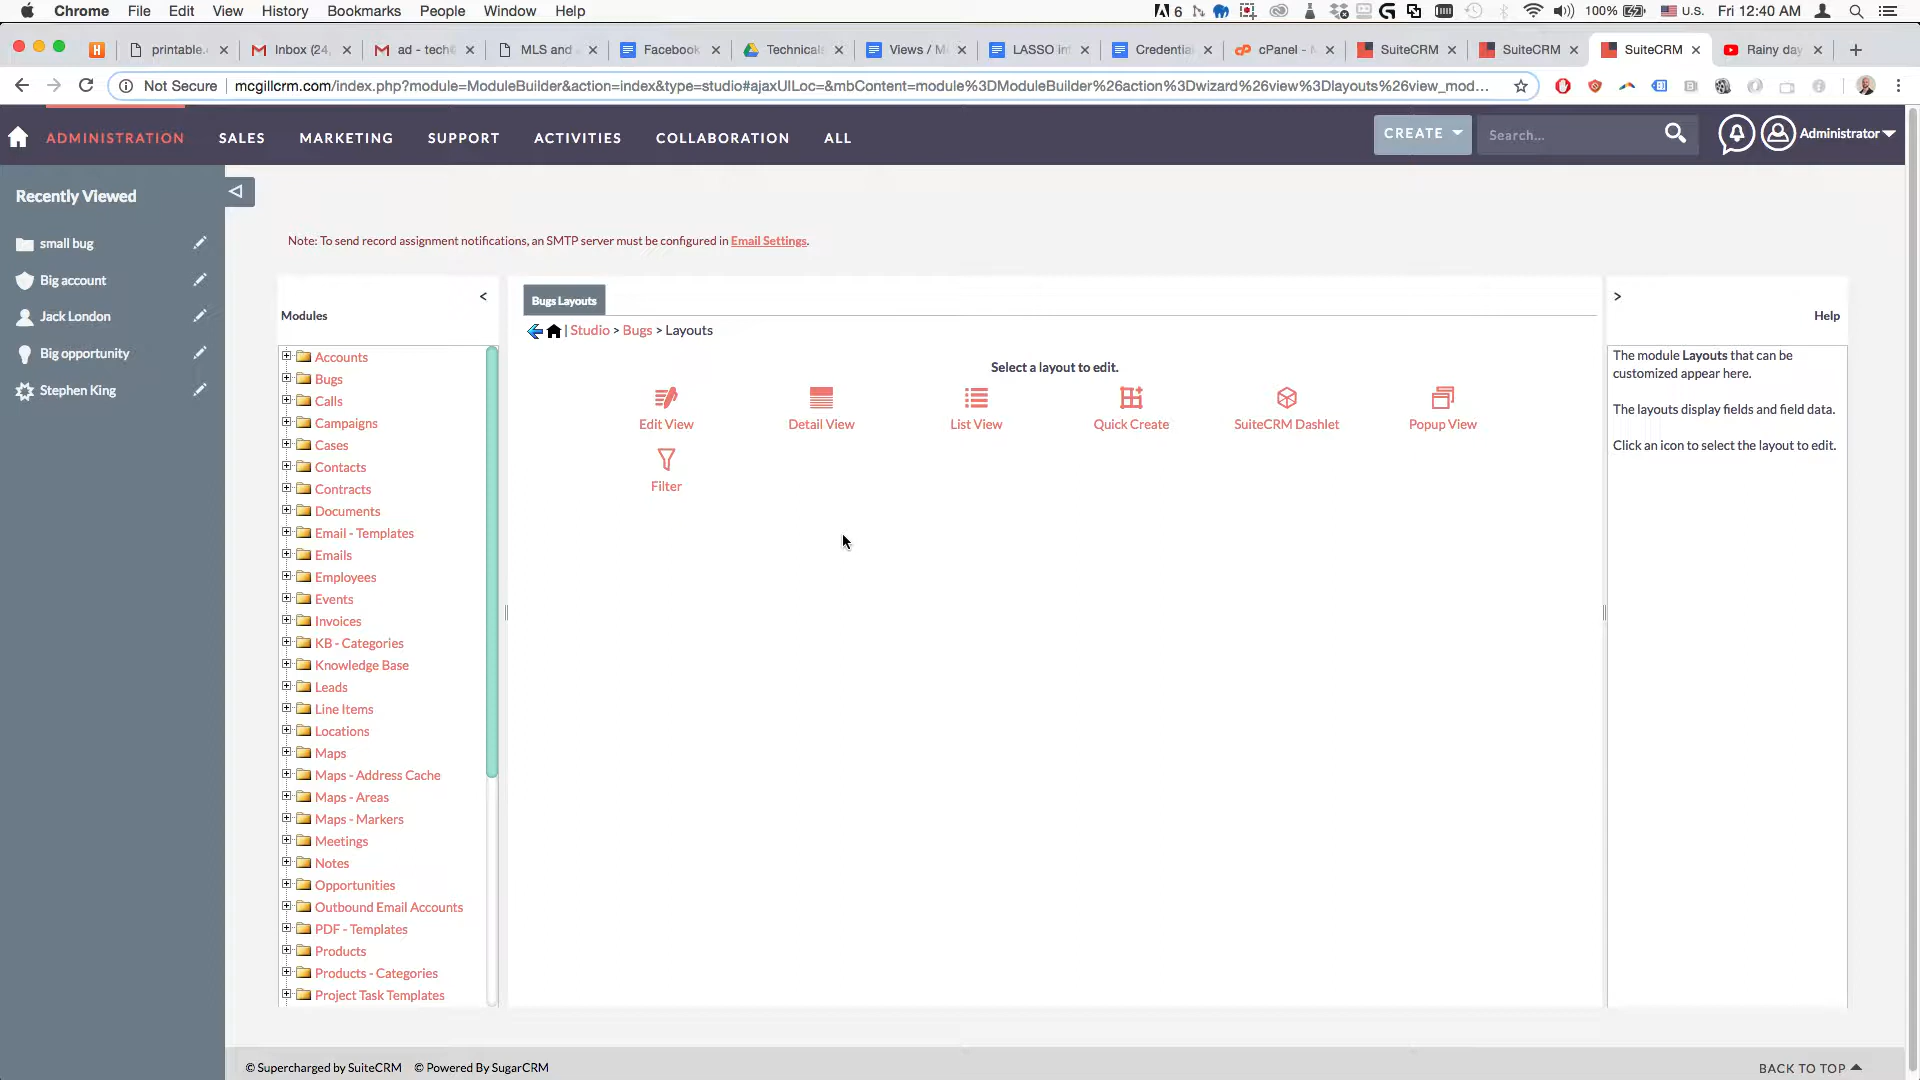 Chrome File Edit View History Bookmarks People Window Help 6 100% U.S. Fri 12:40 AM
printable. Inbox (24, ad - tech MLS and Facebook Technical Views / M LASSO in Credentia cPanel - SuiteCRM SuiteCRM SuiteCRM Rainy day
Not Secure mcgillcrm.com/index.php?module=ModuleBuilder&action=index&type=studio#ajaxUILoc=&mbContent=module%3DModuleBuilder%26action%3Dwizard%26view%3Dlayouts%26view_mod...
ADMINISTRATION SALES MARKETING SUPPORT ACTIVITIES COLLABORATION ALL CREATE Search... Administrator
Recently Viewed
small bug
Big account
Jack London
Big opportunity
Stephen King
Note: To send record assignment notifications, an SMTP server must be configured in Email Settings.
Modules
Accounts
Bugs
Calls
Campaigns
Cases
Contacts
Contracts
Documents
Email - Templates
Emails
Employees
Events
Invoices
KB - Categories
Knowledge Base
Leads
Line Items
Locations
Maps
Maps - Address Cache
Maps - Areas
Maps - Markers
Meetings
Notes
Opportunities
Outbound Email Accounts
PDF - Templates
Products
Products - Categories
Project Task Templates
Bugs Layouts
| Studio > Bugs > Layouts
Select a layout to edit.
Edit View Detail View List View Quick Create SuiteCRM Dashlet Popup View
Filter
Help
The module Layouts that can be
customized appear here.
The layouts display fields and field data.
Click an icon to select the layout to edit.
© Supercharged by SuiteCRM © Powered By SugarCRM
BACK TO TOP